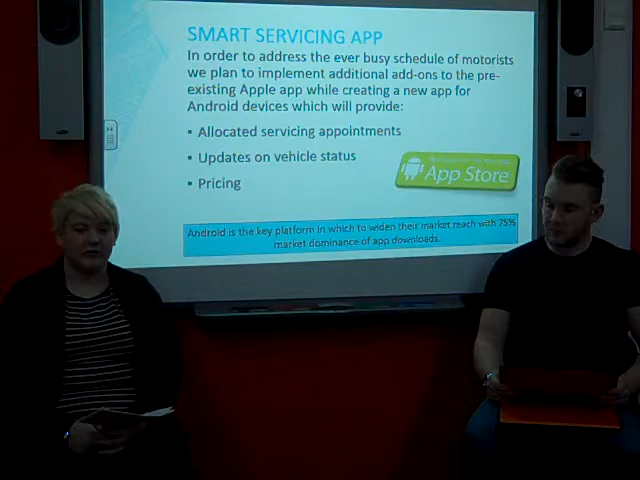 SMART SERVICING APP
In order to address the ever busy schedule of motorists
we plan to implement additional add-ons to the pre-
existing Apple app while creating a new app for
Android devices which will provide:
• Allocated servicing appointments
• Updates on vehicle status
• Pricing
App Store
Android is the key platform in which to widen their market reach with 75%
market dominance of app downloads.